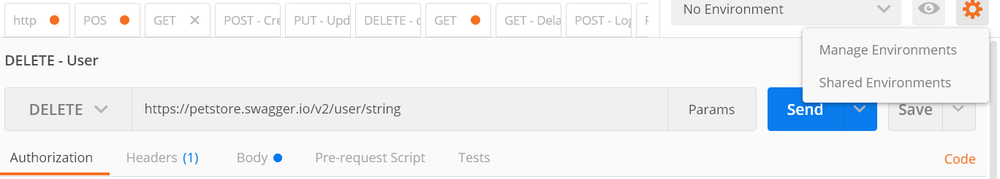 http POS GET POST - Cre PUT - Upd DELETE - d GET GET - Dela POST - Log No Environment
Manage Environments
DELETE - User
Shared Environments
DELETE https://petstore.swagger.io/v2/user/string Params Send Save
Authorization Headers (1) Body Pre-request Script Tests Code